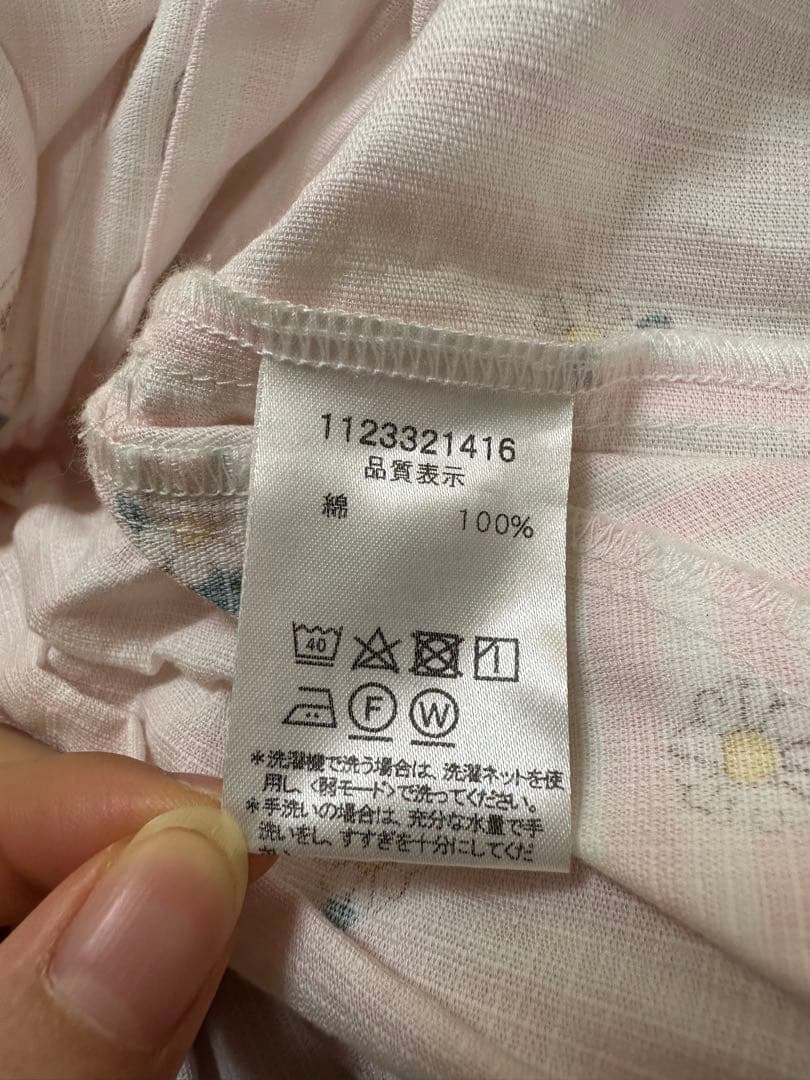 1123321416
品質表示
綿 100%
40
F W
*洗濯機で洗う場合は、洗濯ネットを使
用し、<弱モード>で洗ってください。
*手洗いの場合は、充分な水量で手
洗いをし、すすぎを十分にしてくだ